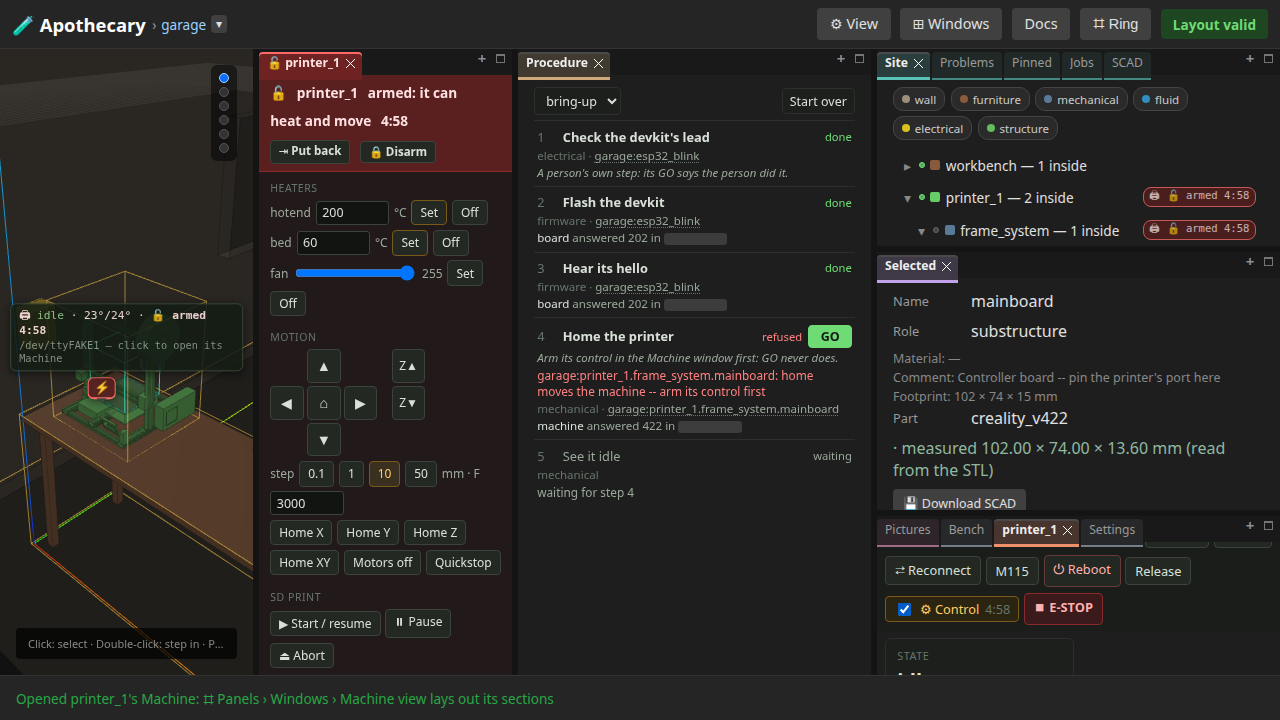 🧪 Apothecary › garage ▾
⚙ View
⊞ Windows
Docs
⌗ Ring
Layout valid
🖨 idle · 23°/24° · 🔓 armed
4:58
/dev/ttyFAKE1 — click to open its
Machine
⚡
Click: select · Double-click: step in · P…
🔓 printer_1
🔓 printer_1 armed: it can
heat and move 4:58
⇥ Put back
🔒 Disarm
HEATERS
hotend 200 °C Set Off
bed 60 °C Set Off
fan 255 Set
Off
MOTION
▲ Z▲
◀ ⌂ ▶ Z▼
▼
step 0.1 1 10 50 mm · F
3000
Home X Home Y Home Z
Home XY Motors off Quickstop
SD PRINT
▶ Start / resume ⏸ Pause
⏏ Abort
Procedure
bring-up
Start over
1 Check the devkit's lead done
electrical · garage:esp32_blink
A person's own step: its GO says the person did it.
2 Flash the devkit done
firmware · garage:esp32_blink
board answered 202 in
3 Hear its hello done
firmware · garage:esp32_blink
board answered 202 in
4 Home the printer refused GO
Arm its control in the Machine window first: GO never does.
garage:printer_1.frame_system.mainboard: home
moves the machine -- arm its control first
mechanical · garage:printer_1.frame_system.mainboard
machine answered 422 in
5 See it idle waiting
mechanical
waiting for step 4
Site
Problems
Pinned
Jobs
SCAD
wall
furniture
mechanical
fluid
electrical
structure
▸ workbench — 1 inside
▾ printer_1 — 2 inside 🖨 🔓 armed 4:58
▾ frame_system — 1 inside 🖨 🔓 armed 4:58
Selected
Name mainboard
Role substructure
Material: —
Comment: Controller board -- pin the printer's port here
Footprint: 102 × 74 × 15 mm
Part creality_v422
· measured 102.00 × 74.00 × 13.60 mm (read
from the STL)
💾 Download SCAD
Pictures
Bench
printer_1
Settings
⇄ Reconnect M115 ⏻ Reboot Release
⚙ Control 4:58 ⏹ E-STOP
STATE
Opened printer_1's Machine: ⌗ Panels › Windows › Machine view lays out its sections